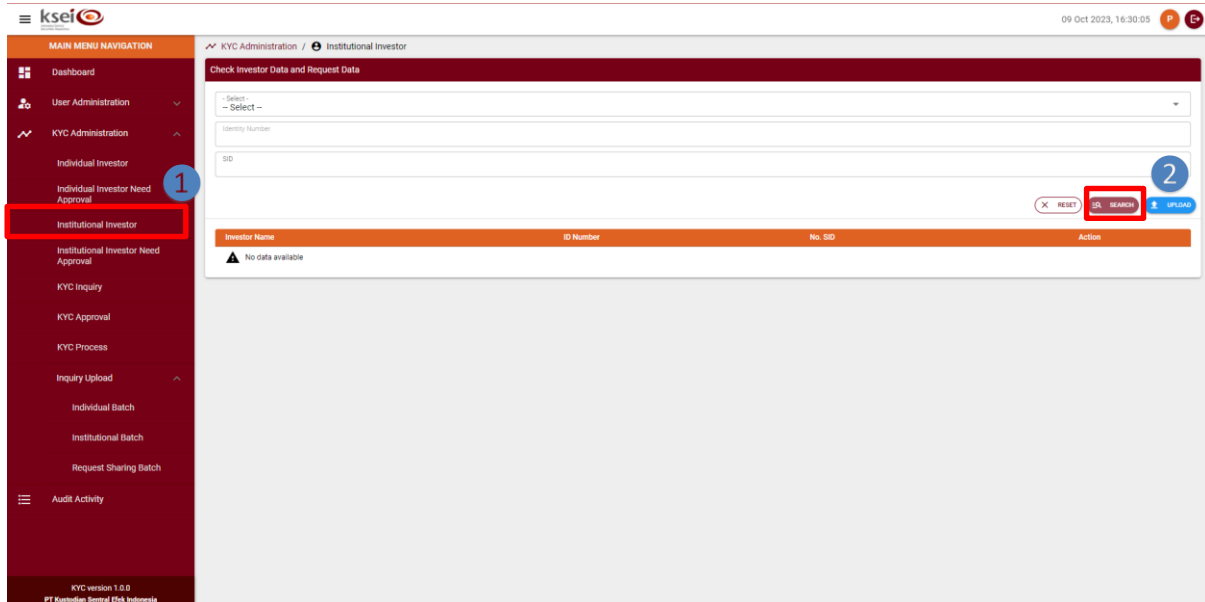 ksei
09 Oct 2023, 16:30:05
P
MAIN MENU NAVIGATION
KYC Administration / Institutional Investor
Dashboard
User Administration
KYC Administration
Individual Investor
Individual Investor Need
Approval
Institutional Investor
Institutional Investor Need
Approval
KYC Inquiry
KYC Approval
KYC Process
Inquiry Upload
Individual Batch
Institutional Batch
Request Sharing Batch
Audit Activity
KYC version 1.0.0
PT Kustodian Sentral Efek Indonesia
1
Check Investor Data and Request Data
- Select -
-- Select --
Identity Number
SID
2
RESET
SEARCH
UPLOAD
Investor Name ID Number No. SID Action
No data available